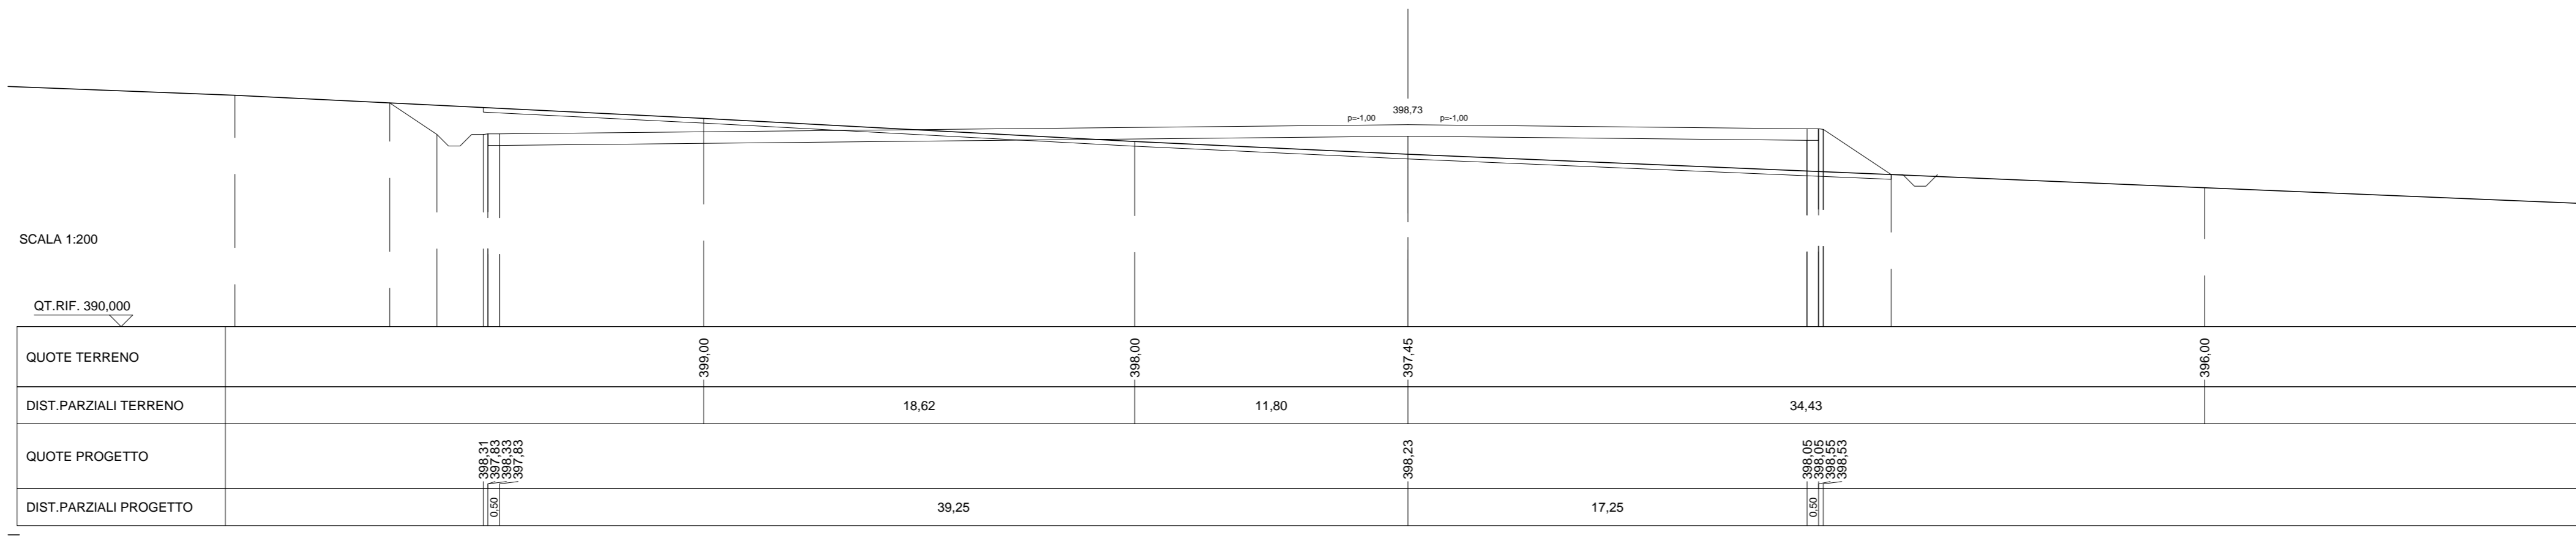 398,73
p=-1,00 p=-1,00
SCALA 1:200
QT.RIF. 390,000
QUOTE TERRENO 399,00 398,00 397,45 396,00
DIST.PARZIALI TERRENO 18,62 11,80 34,43
QUOTE PROGETTO 398,31 397,83 398,33 397,83 398,23 398,05 398,05 398,55 398,53
DIST.PARZIALI PROGETTO 0,50 39,25 17,25 0,50